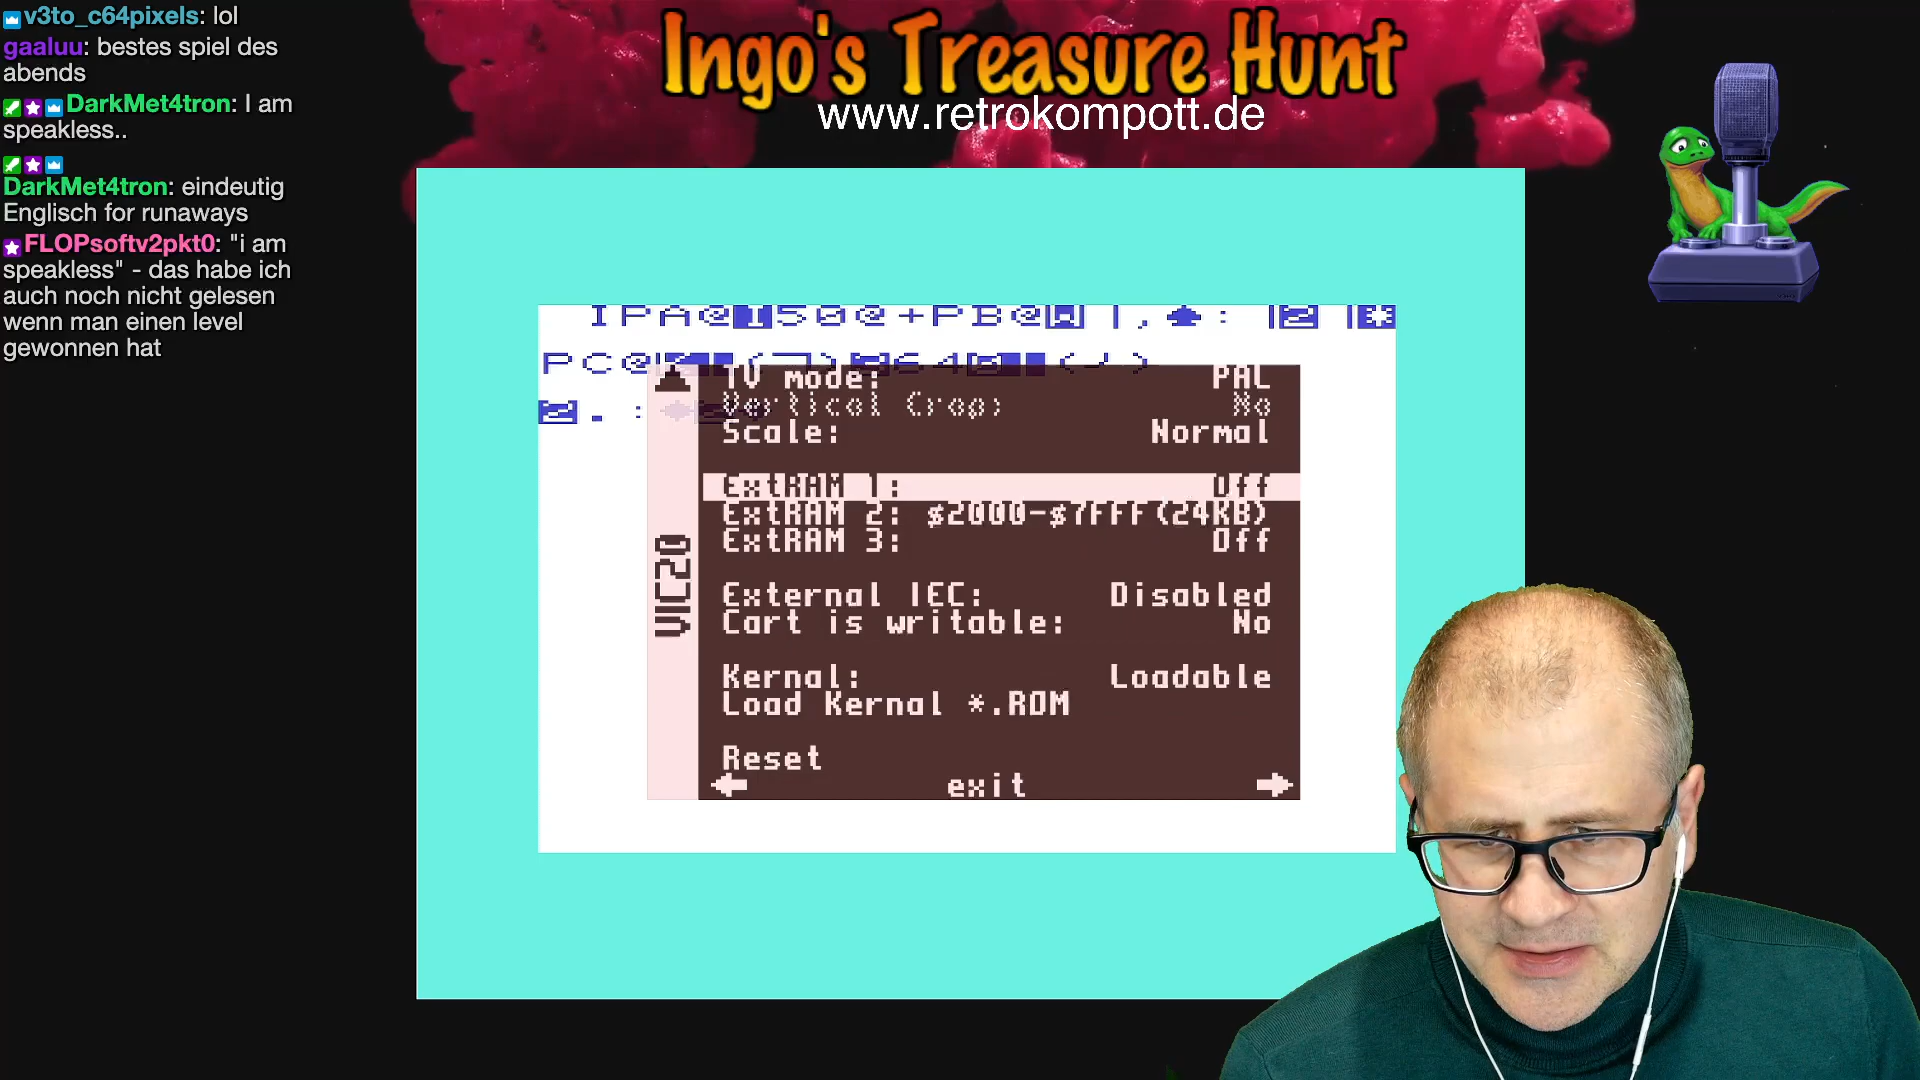 v3to_c64pixels: lol
gaaluu: bestes spiel des
abends
DarkMet4tron: I am
speakless..
DarkMet4tron: eindeutig
Englisch for runaways
FLOPsoftv2pkt0: "i am
speakless" - das habe ich
auch noch nicht gelesen
wenn man einen level
gewonnen hat
Ingo's Treasure Hunt
www.retrokompott.de
VIC20
TV mode: PAL
Vertical Crop: No
Scale: Normal
ExtRAM 1: Off
ExtRAM 2: $2000-$7FFF(24KB)
ExtRAM 3: Off
External IEC: Disabled
Cart is writable: No
Kernal: Loadable
Load Kernal *.ROM
Reset
exit